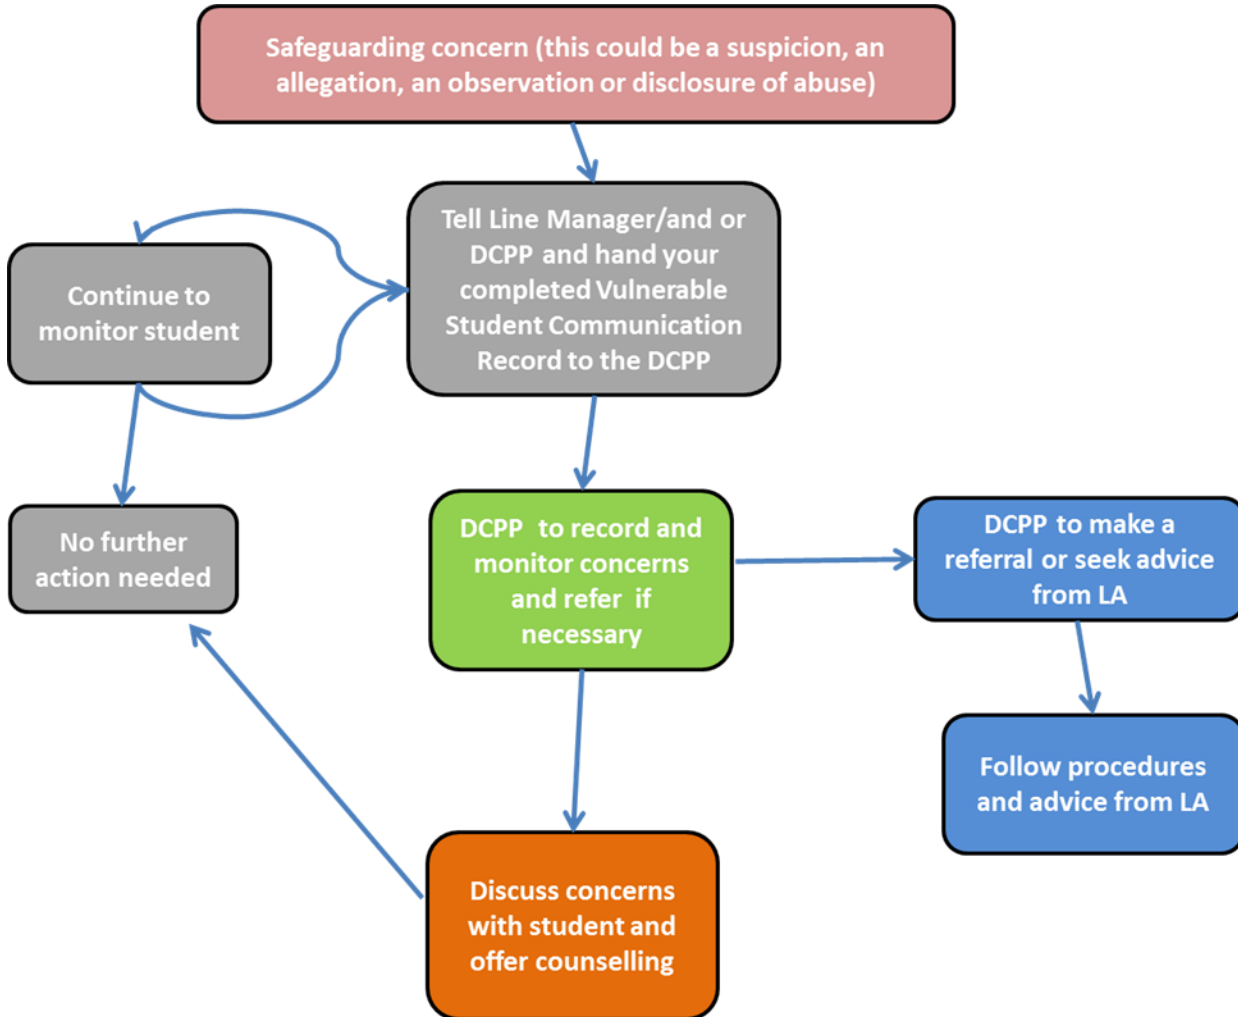 Safeguarding concern (this could be a suspicion, an
allegation, an observation or disclosure of abuse)
Tell Line Manager/and or
DCPP and hand your
completed Vulnerable
Student Communication
Record to the DCPP
Continue to
monitor student
No further
action needed
DCPP to record and
monitor concerns
and refer if
necessary
DCPP to make a
referral or seek advice
from LA
Follow procedures
and advice from LA
Discuss concerns
with student and
offer counselling